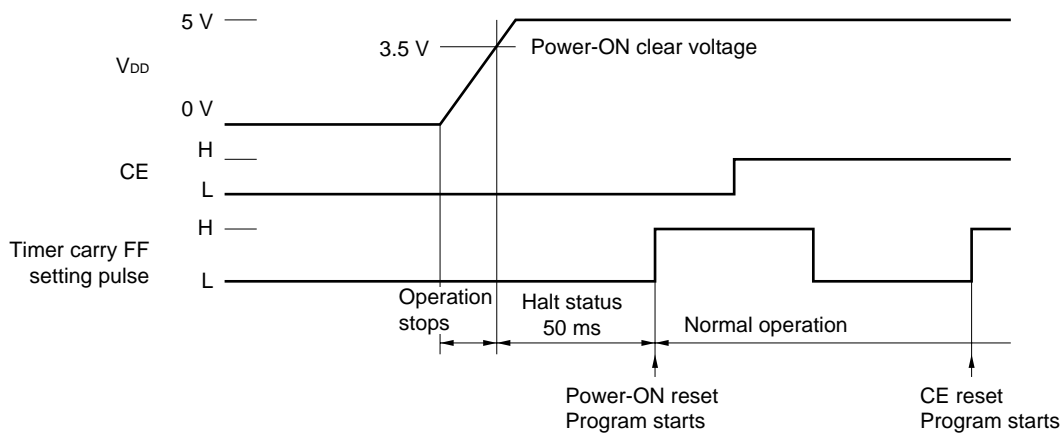 5 V
3.5 V
Power-ON clear voltage
VDD
0 V
H
CE
L
H
Timer carry FF
setting pulse
L
Operation
stops
Halt status
50 ms
Normal operation
Power-ON reset
Program starts
CE reset
Program starts